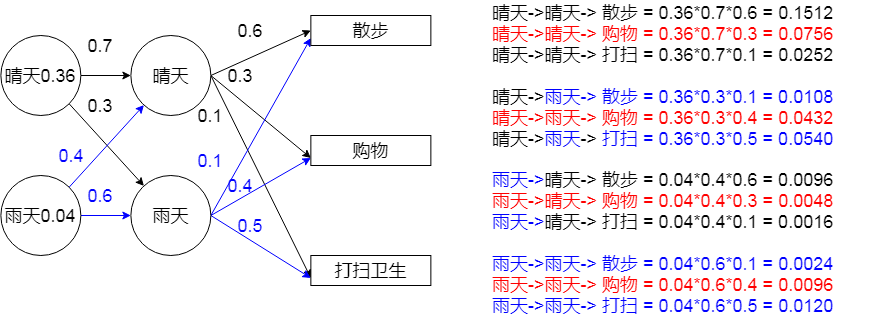 晴天0.36
0.7
晴天
0.6
散步
0.3
0.3
0.1
购物
0.4
0.1
0.4
雨天0.04
0.6
雨天
0.5
打扫卫生
晴天->晴天-> 散步 = 0.36*0.7*0.6 = 0.1512
晴天->晴天-> 购物 = 0.36*0.7*0.3 = 0.0756
晴天->晴天-> 打扫 = 0.36*0.7*0.1 = 0.0252
晴天->雨天-> 散步 = 0.36*0.3*0.1 = 0.0108
晴天->雨天-> 购物 = 0.36*0.3*0.4 = 0.0432
晴天->雨天-> 打扫 = 0.36*0.3*0.5 = 0.0540
雨天->晴天-> 散步 = 0.04*0.4*0.6 = 0.0096
雨天->晴天-> 购物 = 0.04*0.4*0.3 = 0.0048
雨天->晴天-> 打扫 = 0.04*0.4*0.1 = 0.0016
雨天->雨天-> 散步 = 0.04*0.6*0.1 = 0.0024
雨天->雨天-> 购物 = 0.04*0.6*0.4 = 0.0096
雨天->雨天-> 打扫 = 0.04*0.6*0.5 = 0.0120